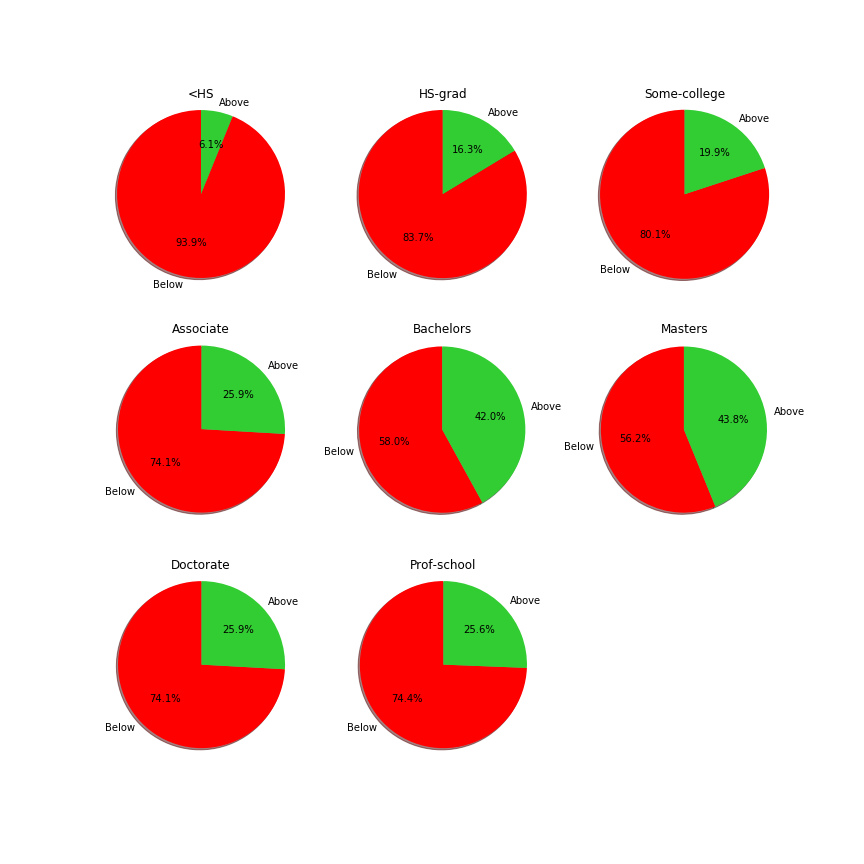 <HS
Above
6.1%
93.9%
Below
HS-grad
Above
16.3%
83.7%
Below
Some-college
Above
19.9%
80.1%
Below
Associate
Above
25.9%
74.1%
Below
Bachelors
Above
42.0%
58.0%
Below
Masters
Above
43.8%
56.2%
Below
Doctorate
Above
25.9%
74.1%
Below
Prof-school
Above
25.6%
74.4%
Below